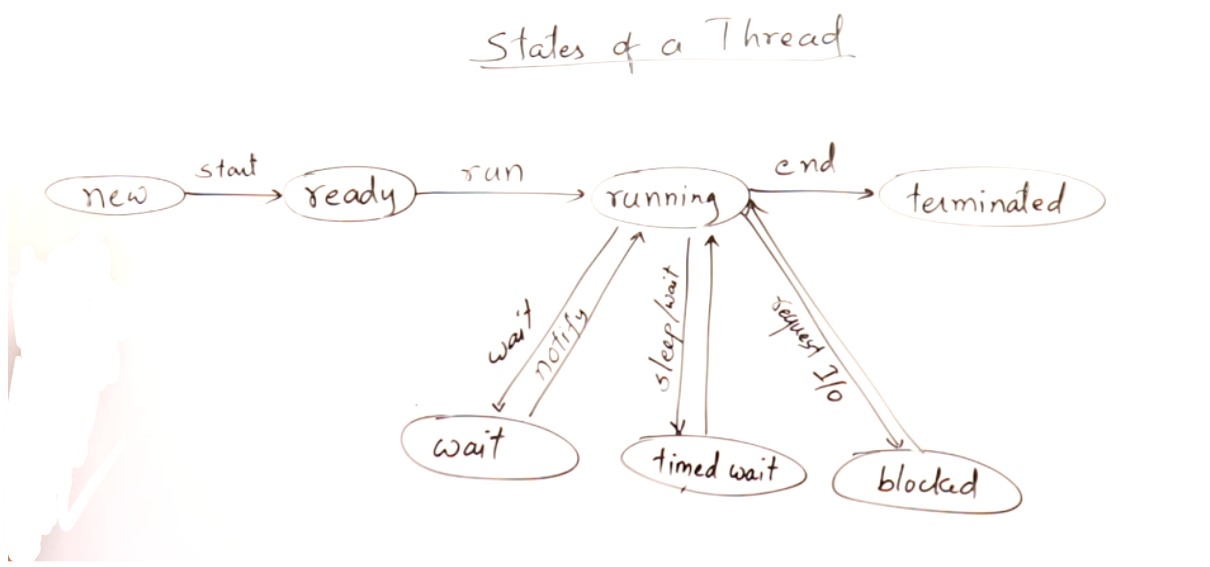 States of a Thread
start
run
end
new
ready
running
terminated
wait
notify
sleep/wait
request I/o
wait
timed wait
blocked